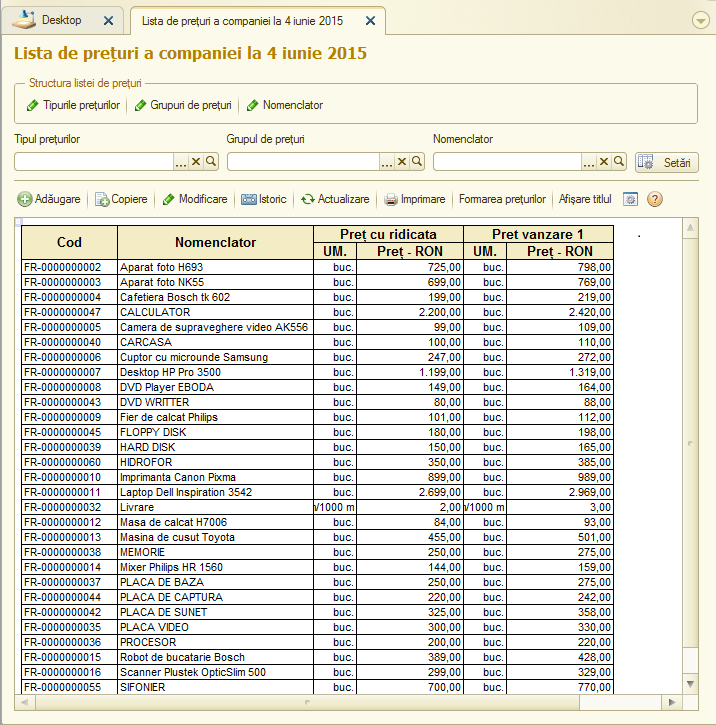 Desktop
Lista de prețuri a companiei la 4 iunie 2015
Lista de prețuri a companiei la 4 iunie 2015
Structura listei de prețuri
Tipurile prețurilor Grupuri de prețuri Nomenclator
Tipul prețurilor Grupul de prețuri Nomenclator
Setări
Adăugare Copiere Modificare Istoric Actualizare Imprimare Formarea prețurilor Afișare titlul
Cod Nomenclator Preț cu ridicata Pret vanzare 1
UM. Preț - RON UM. Preț - RON
FR-0000000002 Aparat foto H693 buc. 725,00 buc. 798,00
FR-0000000003 Aparat foto NK55 buc. 699,00 buc. 769,00
FR-0000000004 Cafetiera Bosch tk 602 buc. 199,00 buc. 219,00
FR-0000000047 CALCULATOR buc. 2.200,00 buc. 2.420,00
FR-0000000005 Camera de supraveghere video AK556 buc. 99,00 buc. 109,00
FR-0000000040 CARCASA buc. 100,00 buc. 110,00
FR-0000000006 Cuptor cu microunde Samsung buc. 247,00 buc. 272,00
FR-0000000007 Desktop HP Pro 3500 buc. 1.199,00 buc. 1.319,00
FR-0000000008 DVD Player EBODA buc. 149,00 buc. 164,00
FR-0000000043 DVD WRITTER buc. 80,00 buc. 88,00
FR-0000000009 Fier de calcat Philips buc. 101,00 buc. 112,00
FR-0000000045 FLOPPY DISK buc. 180,00 buc. 198,00
FR-0000000039 HARD DISK buc. 150,00 buc. 165,00
FR-0000000060 HIDROFOR buc. 350,00 buc. 385,00
FR-0000000010 Imprimanta Canon Pixma buc. 899,00 buc. 989,00
FR-0000000011 Laptop Dell Inspiration 3542 buc. 2.699,00 buc. 2.969,00
FR-0000000032 Livrare /1000 m 2,00 /1000 m 3,00
FR-0000000012 Masa de calcat H7006 buc. 84,00 buc. 93,00
FR-0000000013 Masina de cusut Toyota buc. 455,00 buc. 501,00
FR-0000000038 MEMORIE buc. 250,00 buc. 275,00
FR-0000000014 Mixer Philips HR 1560 buc. 144,00 buc. 159,00
FR-0000000037 PLACA DE BAZA buc. 250,00 buc. 275,00
FR-0000000044 PLACA DE CAPTURA buc. 220,00 buc. 242,00
FR-0000000042 PLACA DE SUNET buc. 325,00 buc. 358,00
FR-0000000035 PLACA VIDEO buc. 300,00 buc. 330,00
FR-0000000036 PROCESOR buc. 200,00 buc. 220,00
FR-0000000015 Robot de bucatarie Bosch buc. 389,00 buc. 428,00
FR-0000000016 Scanner Plustek OpticSlim 500 buc. 299,00 buc. 329,00
FR-0000000055 SIFONIER buc. 700,00 buc. 770,00